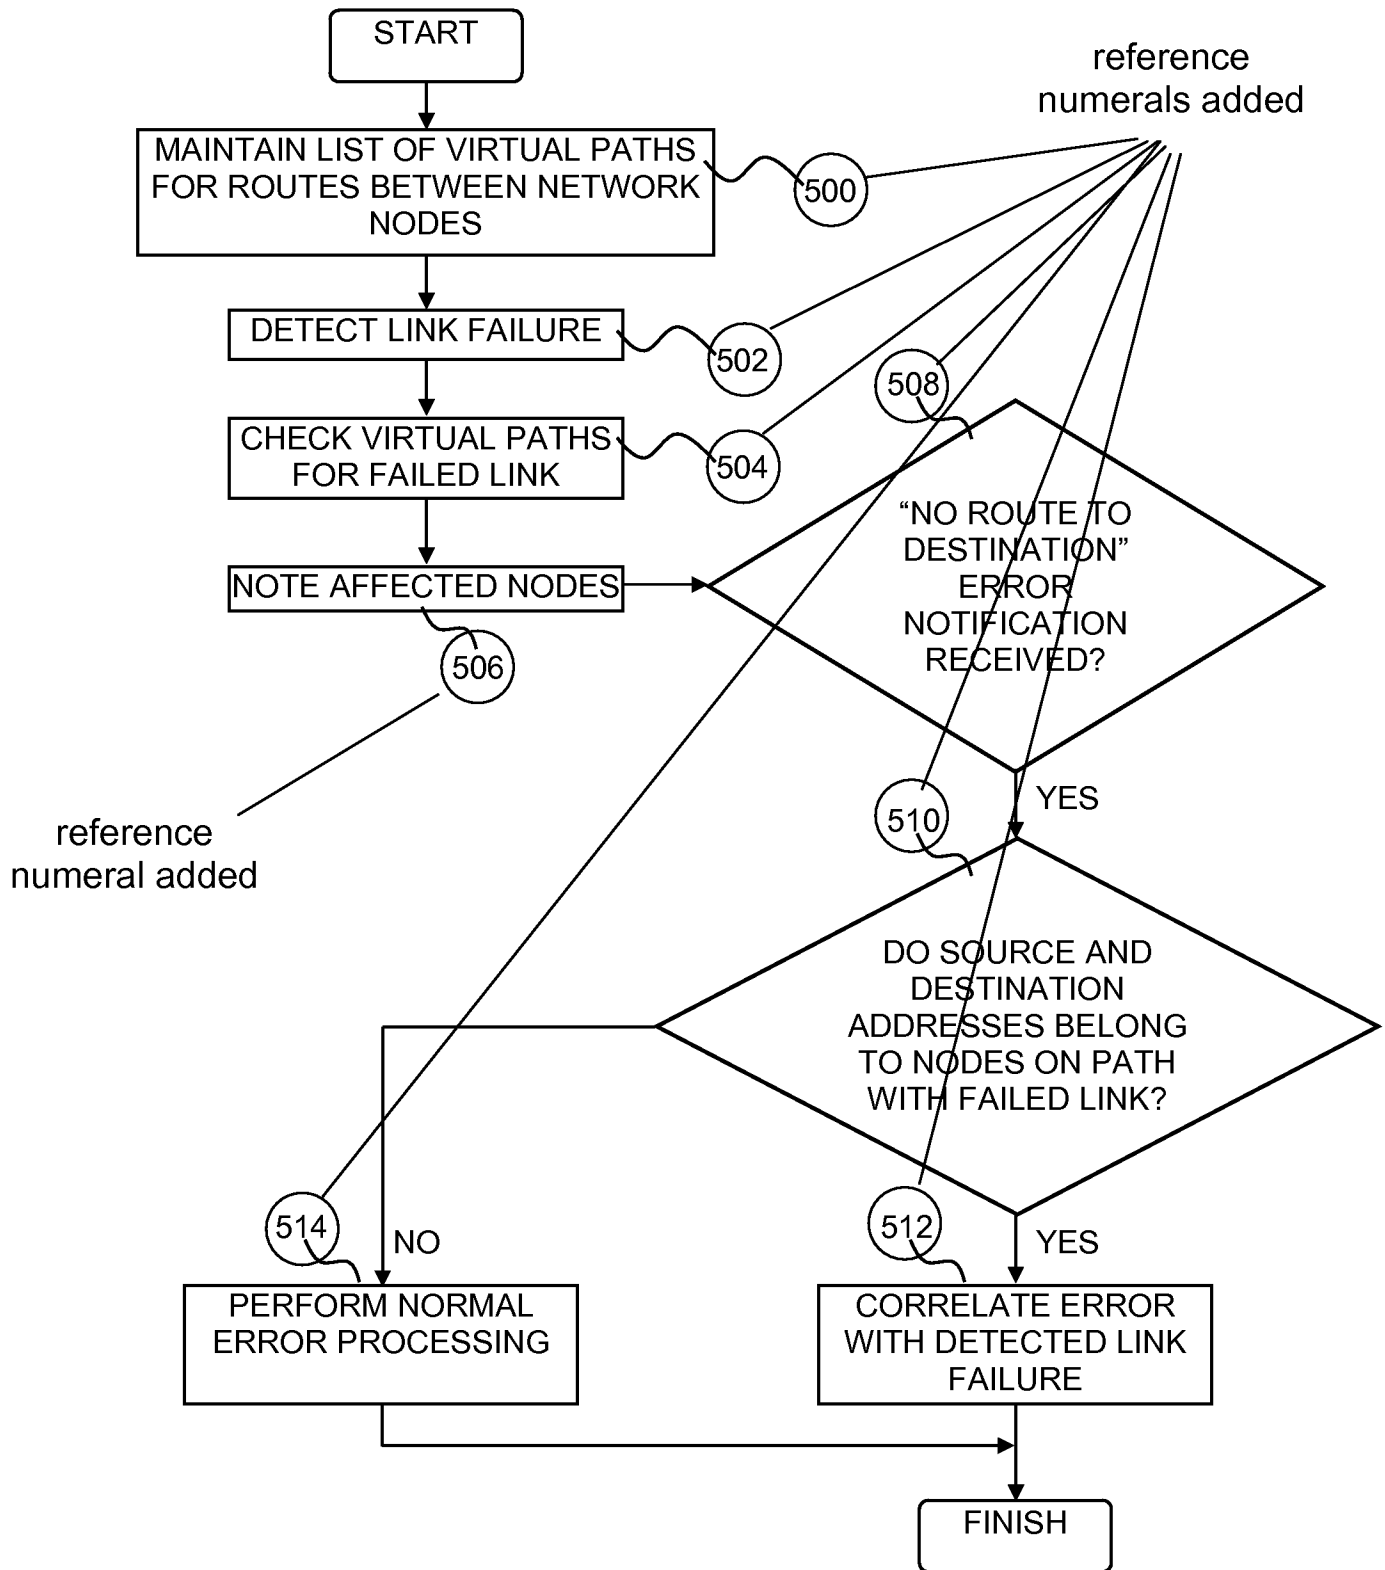 START
reference
numerals added
MAINTAIN LIST OF VIRTUAL PATHS
FOR ROUTES BETWEEN NETWORK
NODES
500
DETECT LINK FAILURE
502
CHECK VIRTUAL PATHS
FOR FAILED LINK
504
NOTE AFFECTED NODES
506
reference
numeral added
508
“NO ROUTE TO
DESTINATION”
ERROR
NOTIFICATION
RECEIVED?
YES
510
DO SOURCE AND
DESTINATION
ADDRESSES BELONG
TO NODES ON PATH
WITH FAILED LINK?
514
NO
512
YES
PERFORM NORMAL
ERROR PROCESSING
CORRELATE ERROR
WITH DETECTED LINK
FAILURE
FINISH